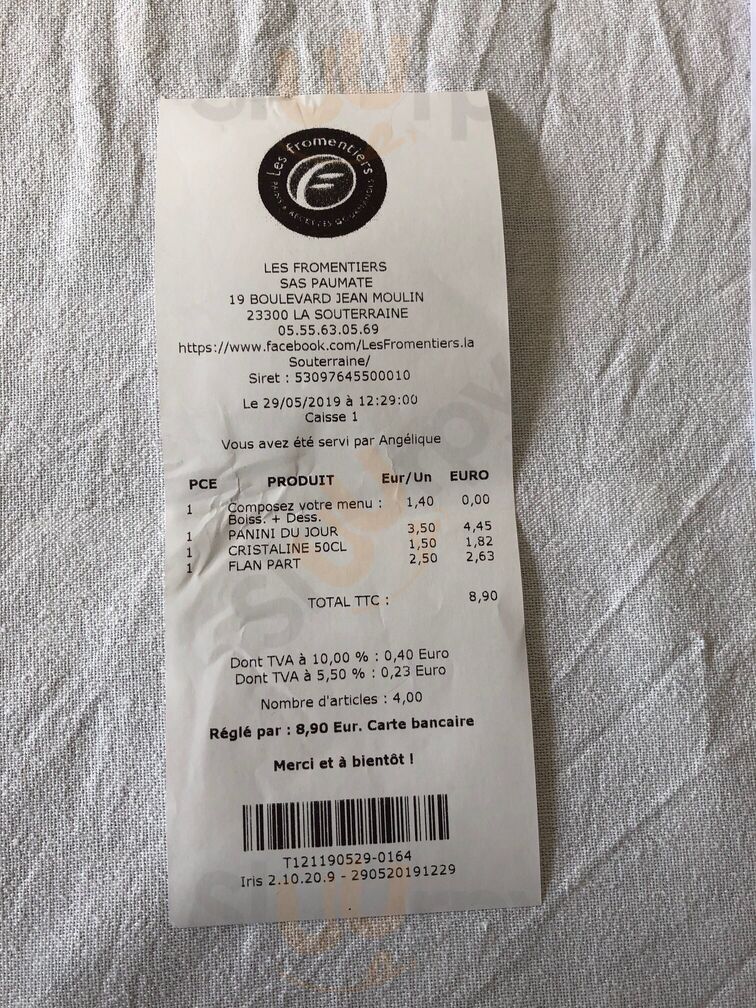 Les Fromentiers
LES FROMENTIERS
SAS PAUMATE
19 BOULEVARD JEAN MOULIN
23300 LA SOUTERRAINE
05.55.63.05.69
https://www.facebook.com/LesFromentiers.la
Souterraine/
Siret : 53097645500010
Le 29/05/2019 à 12:29:00
Caisse 1
Vous avez été servi par Angélique
PCE PRODUIT Eur/Un EURO
1 Composez votre menu : 1,40 0,00
Boiss. + Dess.
1 PANINI DU JOUR 3,50 4,45
1 CRISTALINE 50CL 1,50 1,82
1 FLAN PART 2,50 2,63
TOTAL TTC : 8,90
Dont TVA à 10,00 % : 0,40 Euro
Dont TVA à 5,50 % : 0,23 Euro
Nombre d'articles : 4,00
Réglé par : 8,90 Eur. Carte bancaire
Merci et à bientôt !
T121190529-0164
Iris 2.10.20.9 - 290520191229